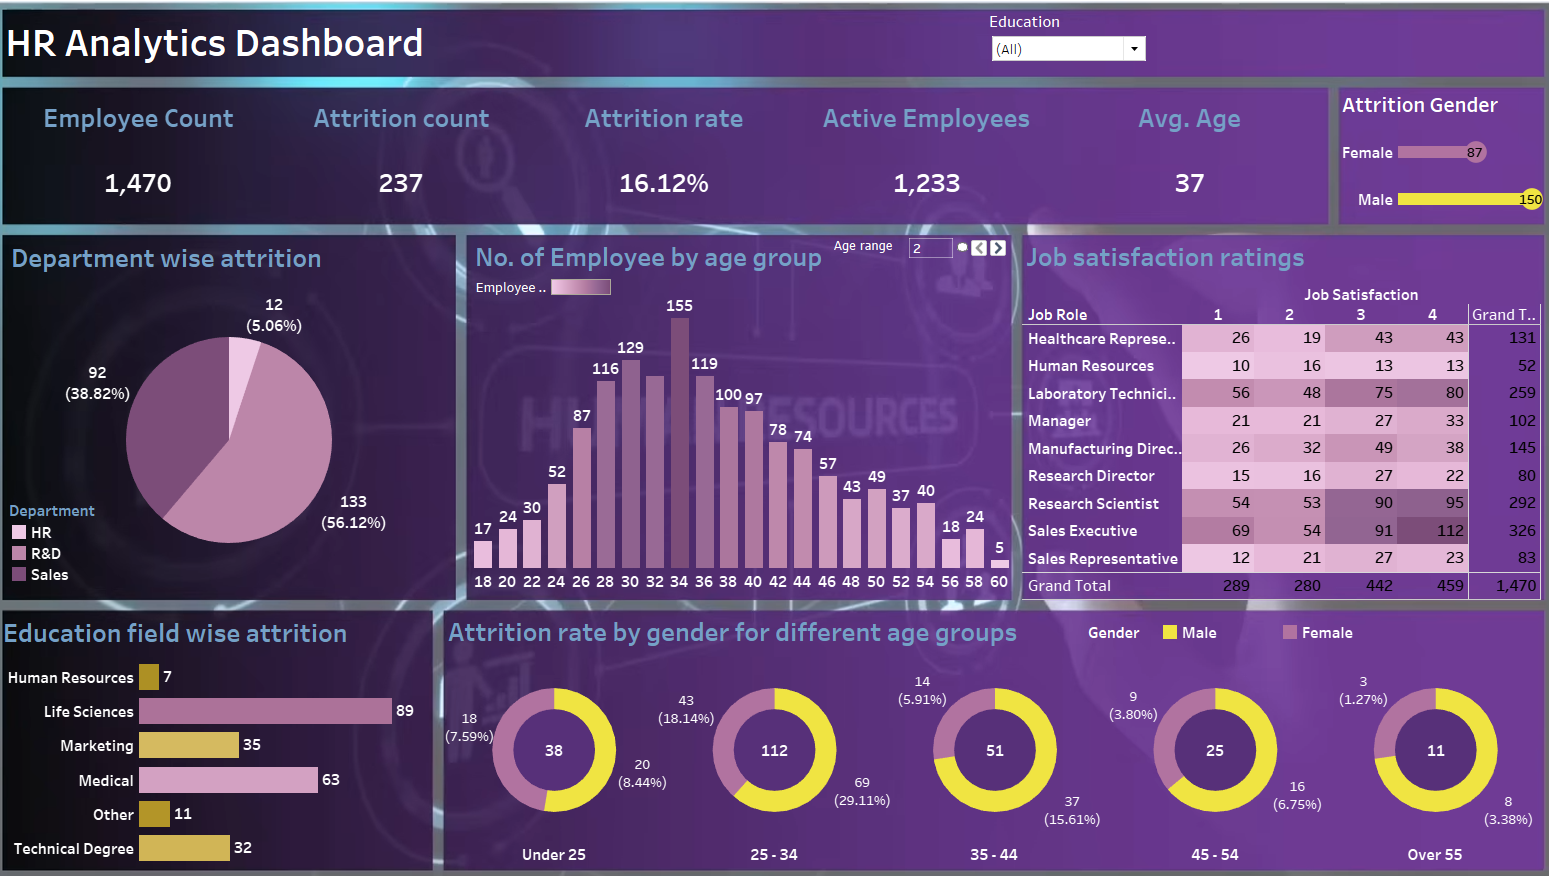 HR Analytics Dashboard
Education
(All)
Employee Count
Attrition count
Attrition rate
Active Employees
Avg. Age
1,470
237
16.12%
1,233
37
Attrition Gender
Female 87
Male 150
Department wise attrition
12
(5.06%)
92
(38.82%)
133
(56.12%)
Department
HR
R&D
Sales
No. of Employee by age group
Age range 2
Employee ..
17 24 30 52 87 116 129 155 119 100 97 78 74 57 43 49 37 40 18 24 5
18 20 22 24 26 28 30 32 34 36 38 40 42 44 46 48 50 52 54 56 58 60
HUMAN RESOURCES
Job satisfaction ratings
Job Satisfaction
Job Role 1 2 3 4 Grand T..
Healthcare Represe.. 26 19 43 43 131
Human Resources 10 16 13 13 52
Laboratory Technici.. 56 48 75 80 259
Manager 21 21 27 33 102
Manufacturing Direc.. 26 32 49 38 145
Research Director 15 16 27 22 80
Research Scientist 54 53 90 95 292
Sales Executive 69 54 91 112 326
Sales Representative 12 21 27 23 83
Grand Total 289 280 442 459 1,470
Education field wise attrition
Human Resources 7
Life Sciences 89
Marketing 35
Medical 63
Other 11
Technical Degree 32
Attrition rate by gender for different age groups
Gender Male Female
18
(7.59%)
38
20
(8.44%)
Under 25
43
(18.14%)
112
69
(29.11%)
25 - 34
14
(5.91%)
51
37
(15.61%)
35 - 44
9
(3.80%)
25
16
(6.75%)
45 - 54
3
(1.27%)
11
8
(3.38%)
Over 55